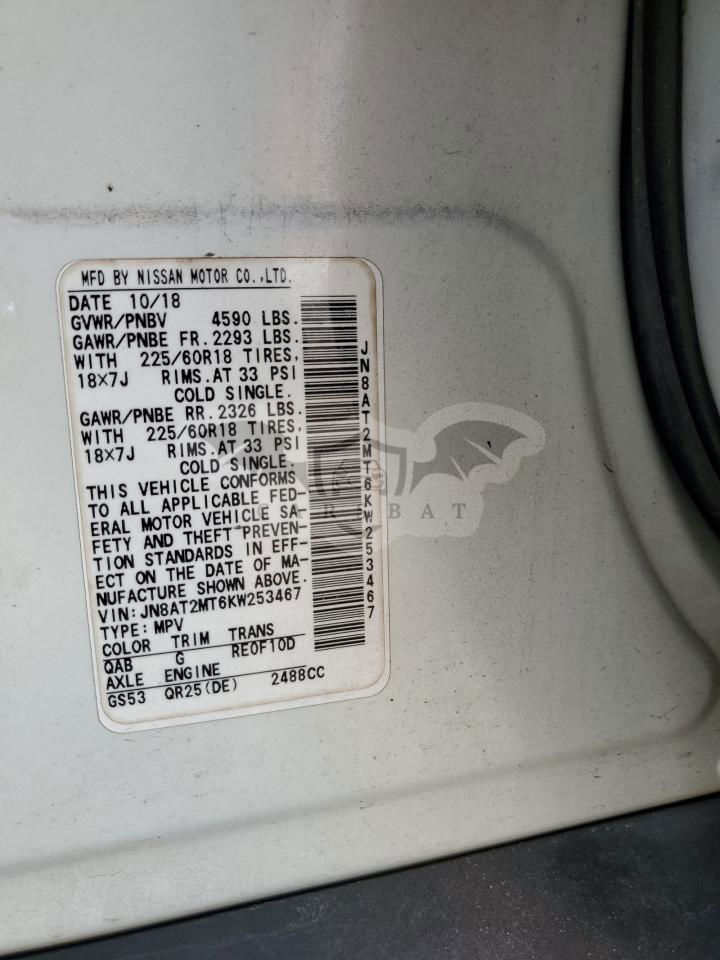 MFD BY NISSAN MOTOR CO.,LTD.
DATE 10/18
GVWR/PNBV 4590 LBS.
GAWR/PNBE FR. 2293 LBS.
WITH 225/60R18 TIRES,
18×7J RIMS.AT 33 PSI
COLD SINGLE.
GAWR/PNBE RR. 2326 LBS.
WITH 225/60R18 TIRES,
18×7J RIMS.AT 33 PSI
COLD SINGLE.
THIS VEHICLE CONFORMS
TO ALL APPLICABLE FED-
ERAL MOTOR VEHICLE SA-
FETY AND THEFT PREVEN-
TION STANDARDS IN EFF-
ECT ON THE DATE OF MA-
NUFACTURE SHOWN ABOVE.
VIN:JN8AT2MT6KW253467
TYPE:MPV
COLOR TRIM TRANS
QAB G RE0F10D
AXLE ENGINE
GS53 QR25(DE) 2488CC
JN8AT2MT6KW253467